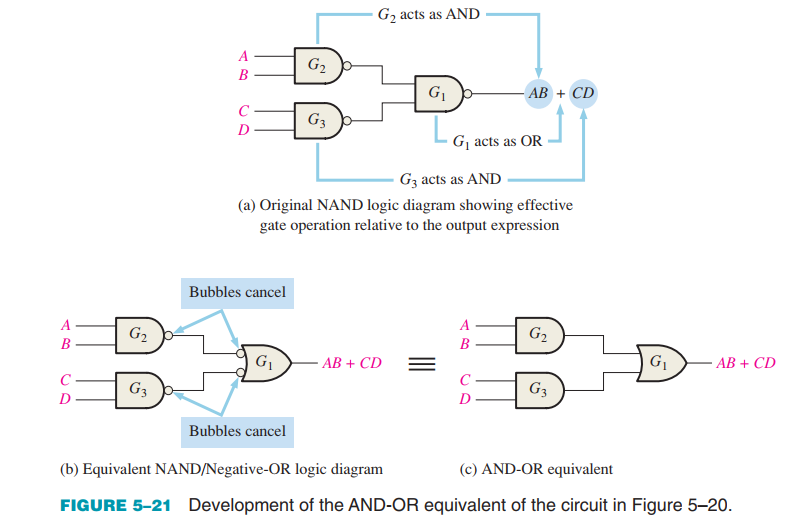 G₂ acts as AND
A
B
G₂
C
D
G₃
G₁
AB + CD
G₁ acts as OR
G₃ acts as AND
(a) Original NAND logic diagram showing effective
gate operation relative to the output expression
Bubbles cancel
A
B
G₂
C
D
G₃
G₁
AB + CD
Bubbles cancel
(b) Equivalent NAND/Negative-OR logic diagram
≡
A
B
G₂
C
D
G₃
G₁
AB + CD
(c) AND-OR equivalent
FIGURE 5–21 Development of the AND-OR equivalent of the circuit in Figure 5–20.